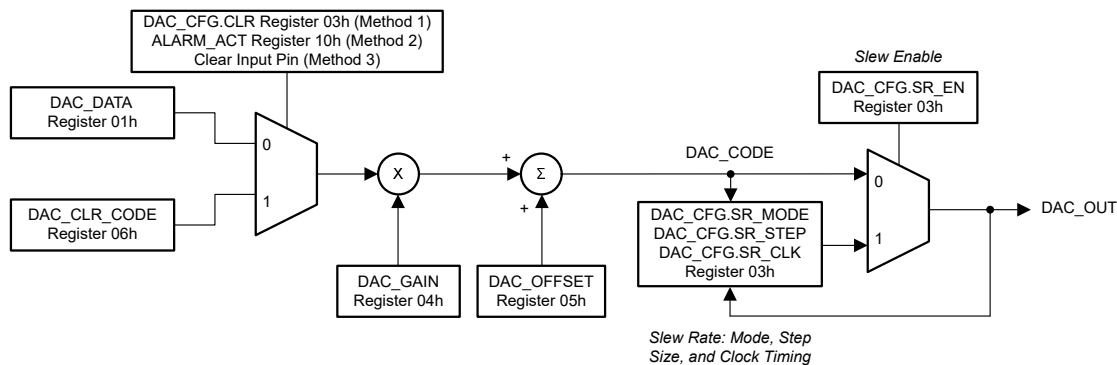 DAC_CFG.CLR Register 03h (Method 1)
ALARM_ACT Register 10h (Method 2)
Clear Input Pin (Method 3)
Slew Enable
DAC_CFG.SR_EN
Register 03h
DAC_DATA
Register 01h
0
1
DAC_CLR_CODE
Register 06h
X
+
+
Σ
DAC_CODE
0
1
DAC_OUT
DAC_CFG.SR_MODE
DAC_CFG.SR_STEP
DAC_CFG.SR_CLK
Register 03h
DAC_GAIN
Register 04h
DAC_OFFSET
Register 05h
Slew Rate: Mode, Step
Size, and Clock Timing